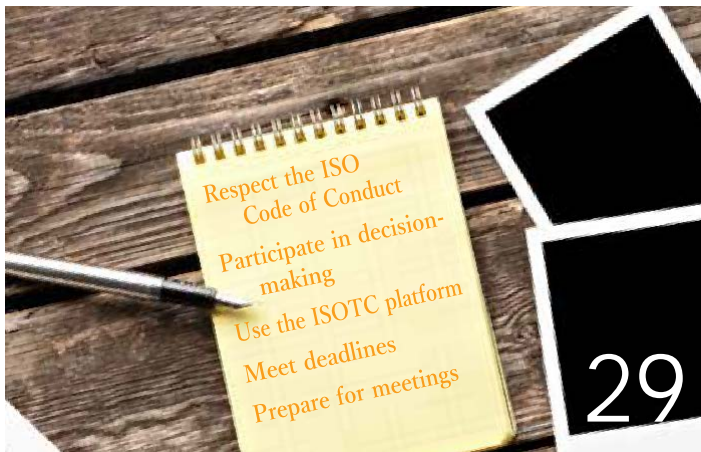 Respect the ISO
Code of Conduct
Participate in decision-
making
Use the ISOTC platform
Meet deadlines
Prepare for meetings
29